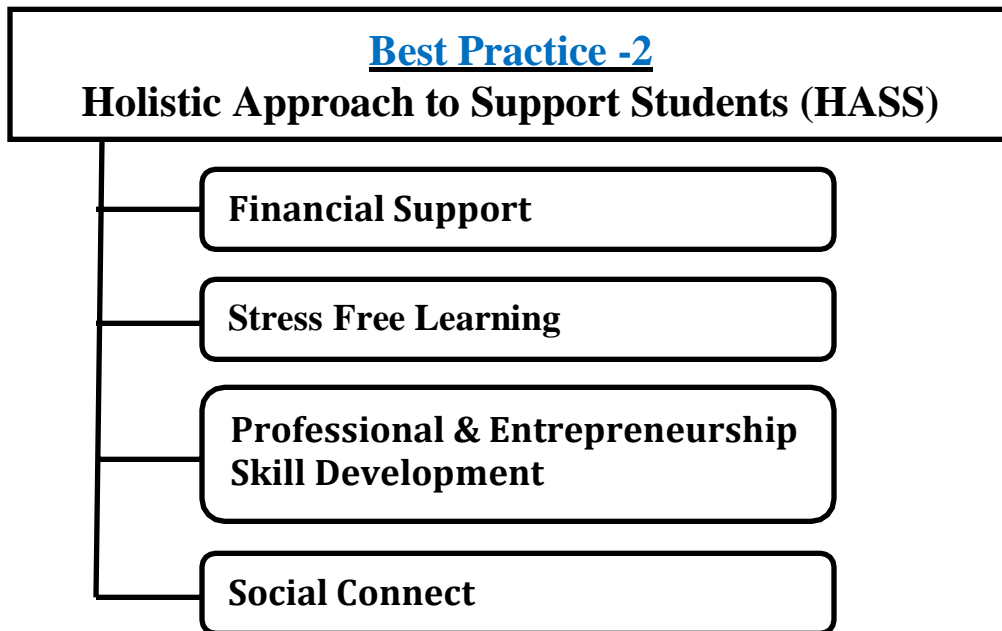 Best Practice -2
Holistic Approach to Support Students (HASS)
Financial Support
Stress Free Learning
Professional & Entrepreneurship
Skill Development
Social Connect